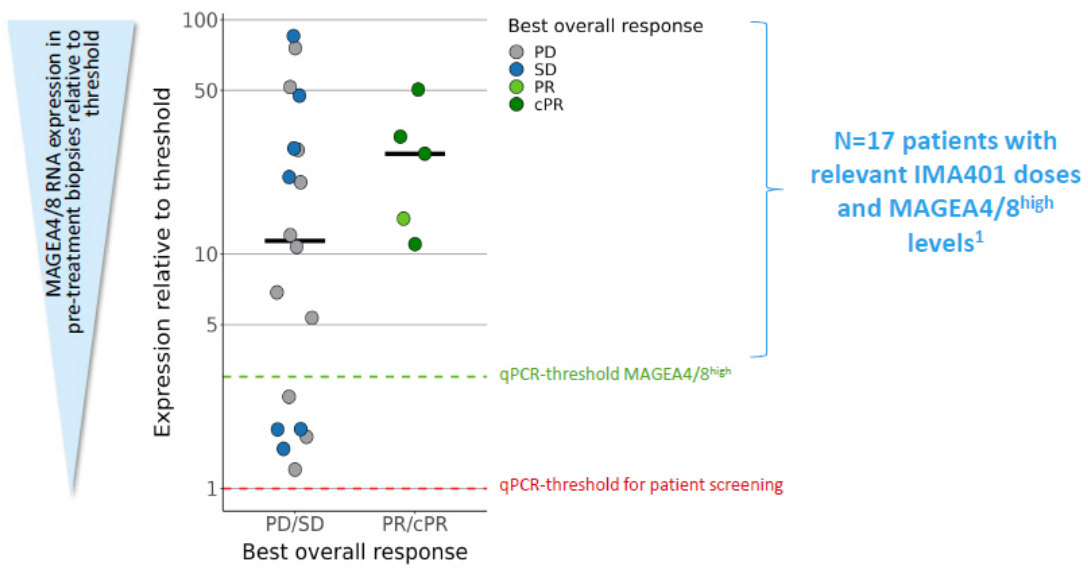 MAGEA4/8 RNA expression in
pre-treatment biopsies relative to
threshold
Expression relative to threshold
100
50
10
5
1
PD/SD
PR/cPR
Best overall response
Best overall response
PD
SD
PR
cPR
qPCR-threshold MAGEA4/8high
qPCR-threshold for patient screening
N=17 patients with
relevant IMA401 doses
and MAGEA4/8high
levels1